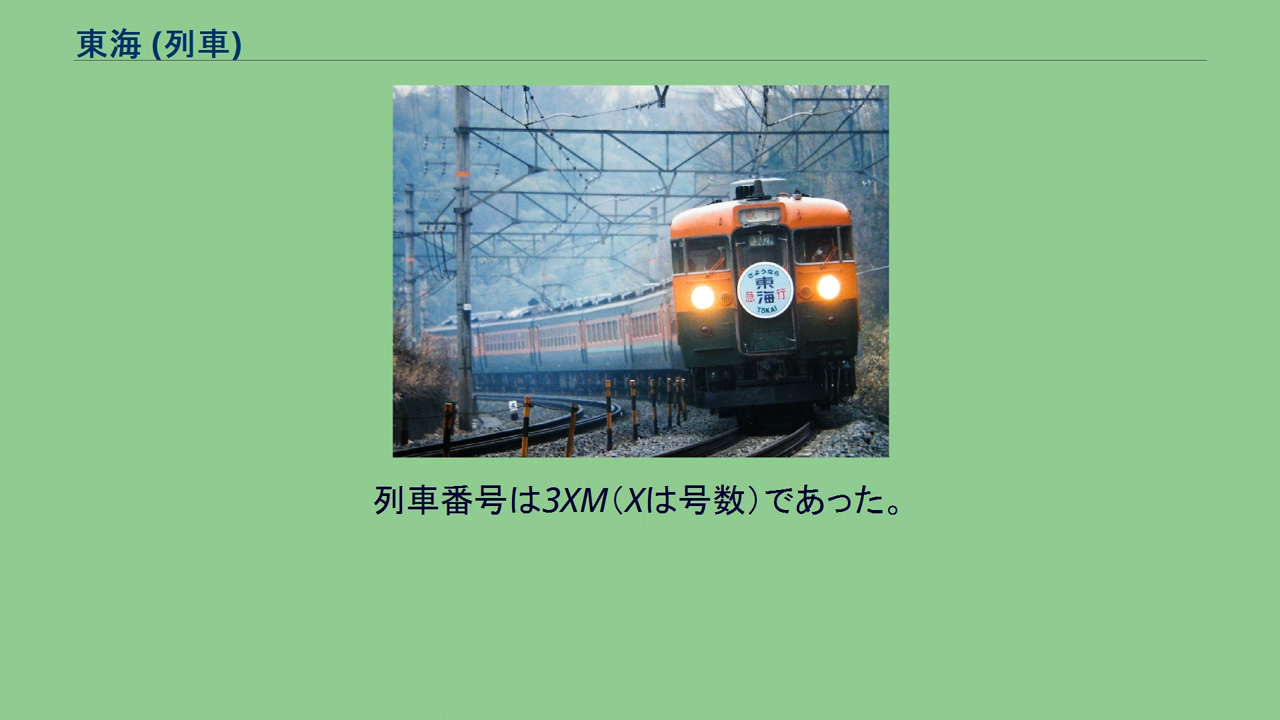 東海 (列車)
さようなら
東
急海行
TŌKAI
列車番号は3XM（Xは号数）であった。